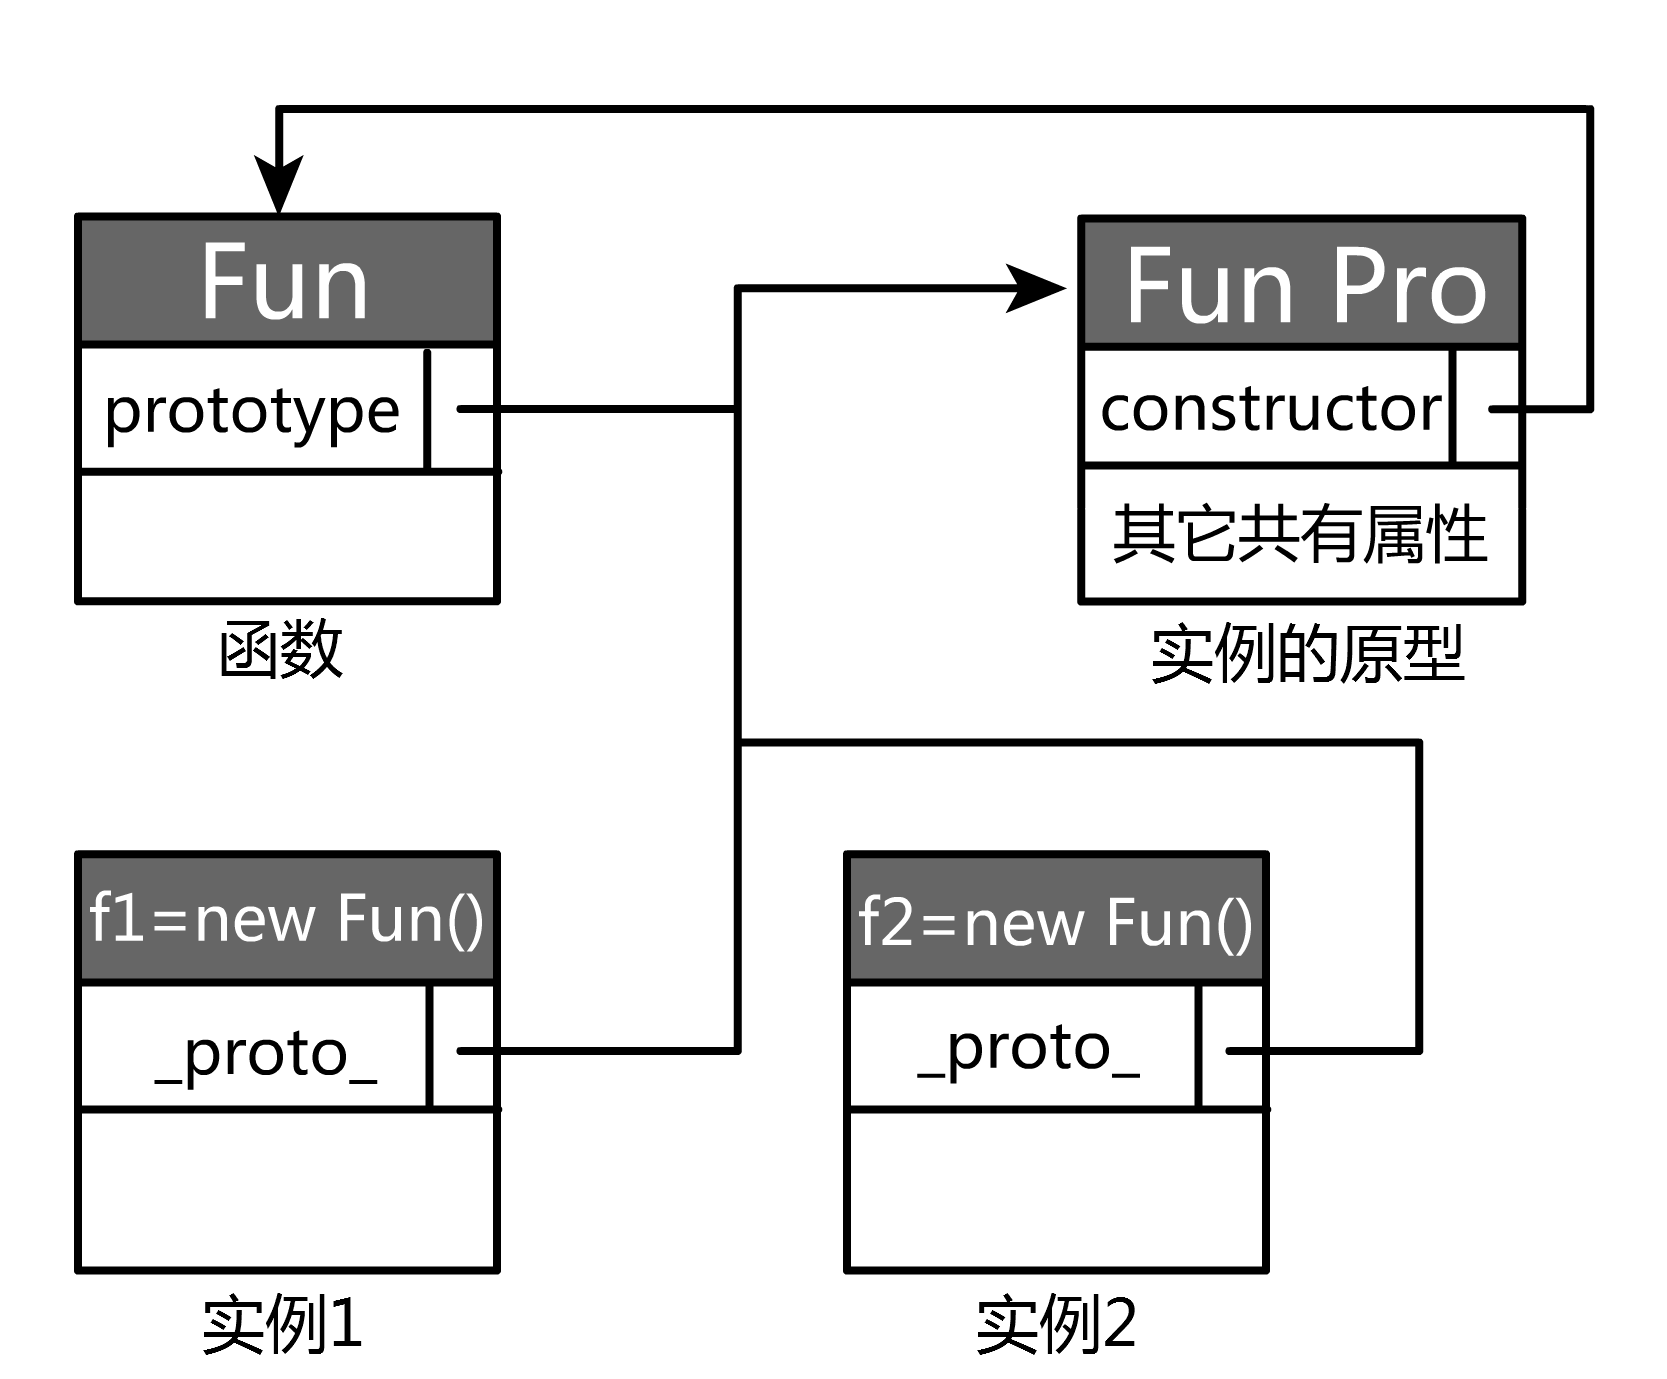 Fun
Fun Pro
prototype
constructor
其它共有属性
函数
实例的原型
f1=new Fun()
f2=new Fun()
_proto_
_proto_
实例1
实例2